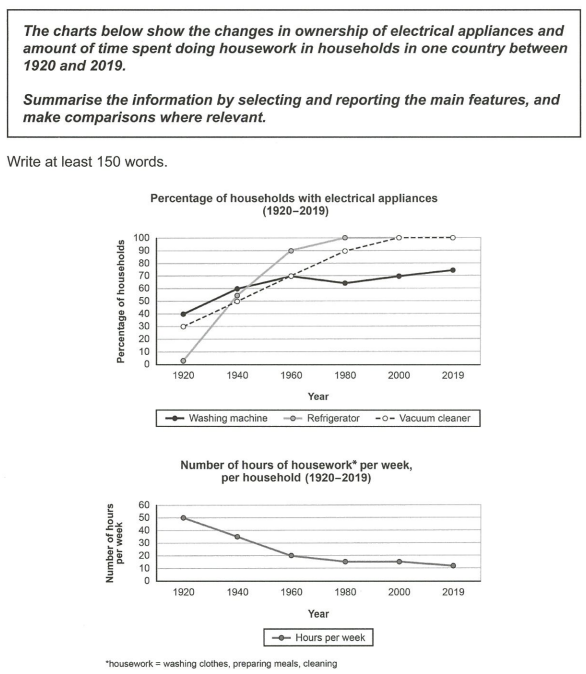 The charts below show the changes in ownership of electrical appliances and
amount of time spent doing housework in households in one country between
1920 and 2019.
Summarise the information by selecting and reporting the main features, and
make comparisons where relevant.
Write at least 150 words.
Percentage of households with electrical appliances
(1920–2019)
Percentage of households
100
90
80
70
60
50
40
30
20
10
0
1920 1940 1960 1980 2000 2019
Year
Washing machine Refrigerator Vacuum cleaner
Number of hours of housework* per week,
per household (1920–2019)
Number of hours
per week
60
50
40
30
20
10
0
1920 1940 1960 1980 2000 2019
Year
Hours per week
*housework = washing clothes, preparing meals, cleaning